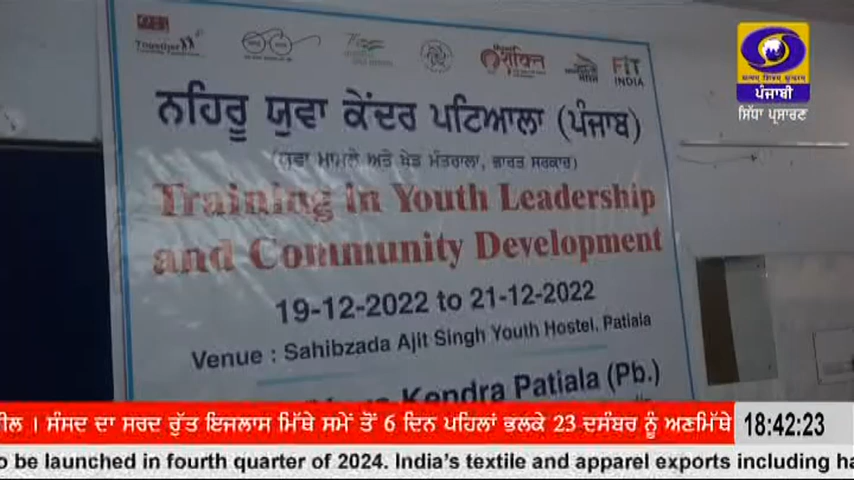 Together
FIT
INDIA
ਪੰਜਾਬੀ
ਸਿੱਧਾ ਪ੍ਰਸਾਰਣ
ਨਹਿਰੂ ਯੁਵਾ ਕੇਂਦਰ ਪਟਿਆਲਾ (ਪੰਜਾਬ)
(ਯੁਵਾ ਮਾਮਲੇ ਅਤੇ ਖੇਡ ਮੰਤਰਾਲਾ, ਭਾਰਤ ਸਰਕਾਰ)
Training in Youth Leadership
and Community Development
19-12-2022 to 21-12-2022
Venue : Sahibzada Ajit Singh Youth Hostel, Patiala
Kendra Patiala (Pb.)
ਸੰਸਦ ਦਾ ਸਰਦ ਰੁੱਤ ਇਜਲਾਸ ਮਿੱਥੇ ਸਮੇਂ ਤੋਂ 6 ਦਿਨ ਪਹਿਲਾਂ ਭਲਕੇ 23 ਦਸੰਬਰ ਨੂੰ ਅਣਮਿੱਥੇ
18:42:23
o be launched in fourth quarter of 2024. India's textile and apparel exports including ha